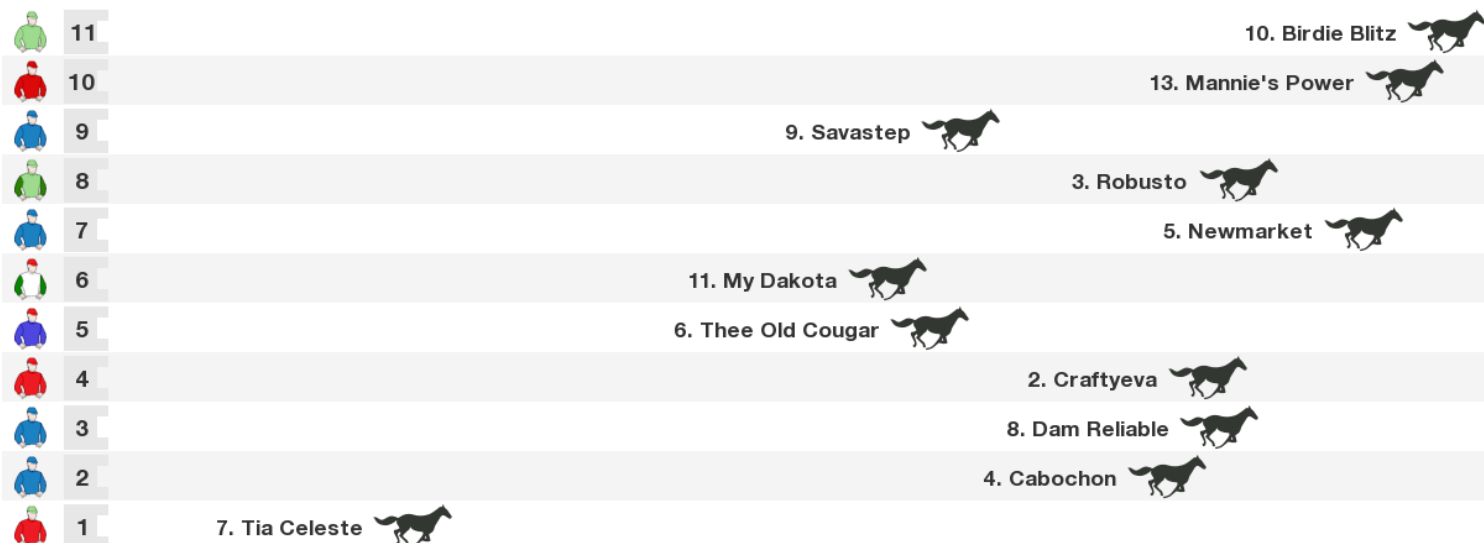 11 10. Birdie Blitz
10 13. Mannie's Power
9 9. Savastep
8 3. Robusto
7 5. Newmarket
6 11. My Dakota
5 6. Thee Old Cougar
4 2. Craftyeva
3 8. Dam Reliable
2 4. Cabochon
1 7. Tia Celeste